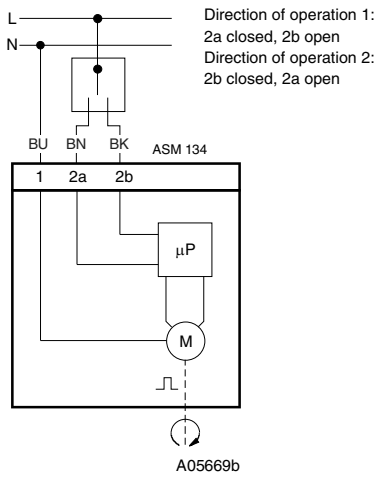 L
Direction of operation 1:
2a closed, 2b open
N
Direction of operation 2:
2b closed, 2a open
BU BN BK
ASM 134
1 2a 2b
μP
M
A05669b